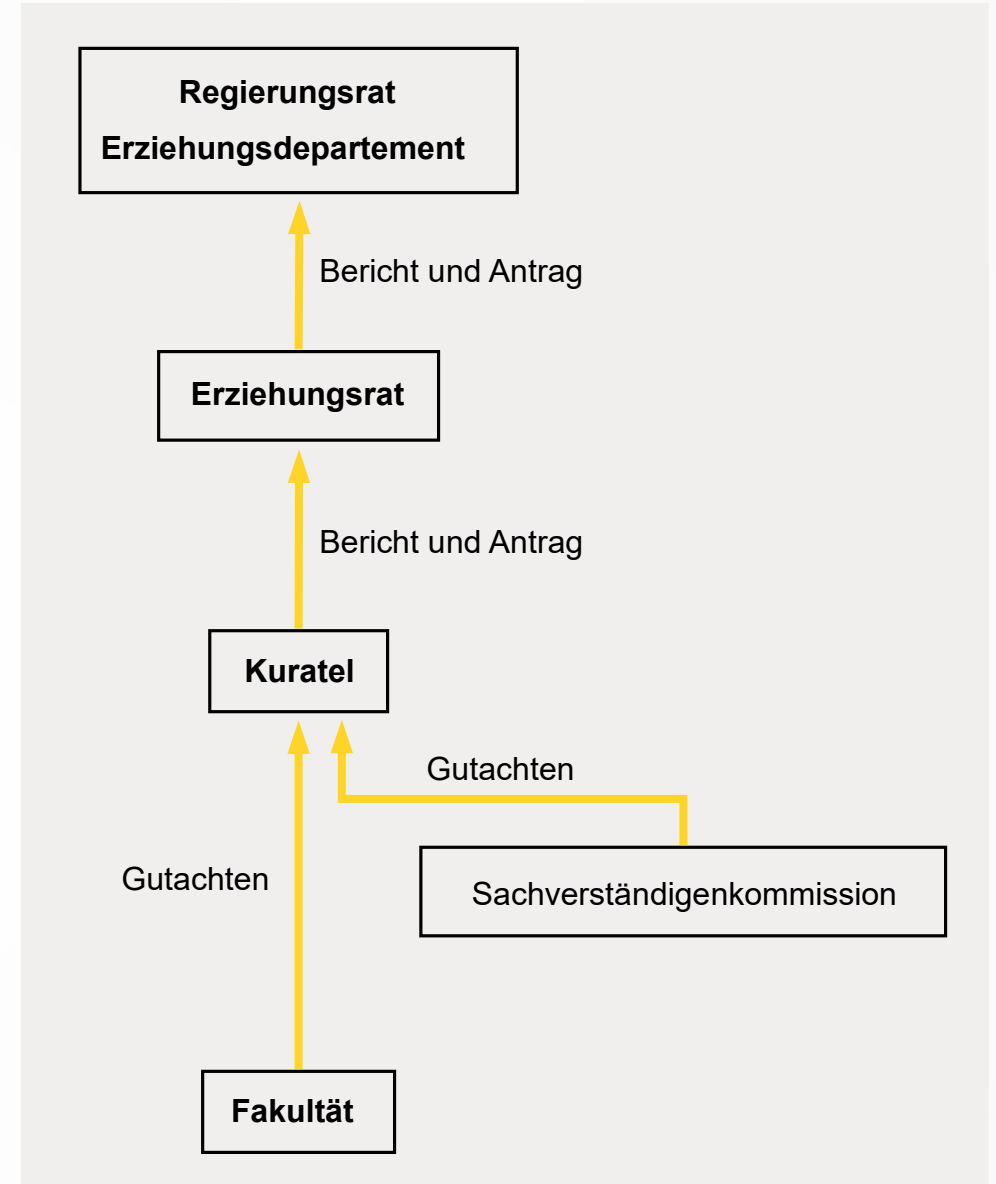 Regierungsrat
Erziehungsdepartement
Bericht und Antrag
Erziehungsrat
Bericht und Antrag
Kuratel
Gutachten
Gutachten
Sachverständigenkommission
Fakultät